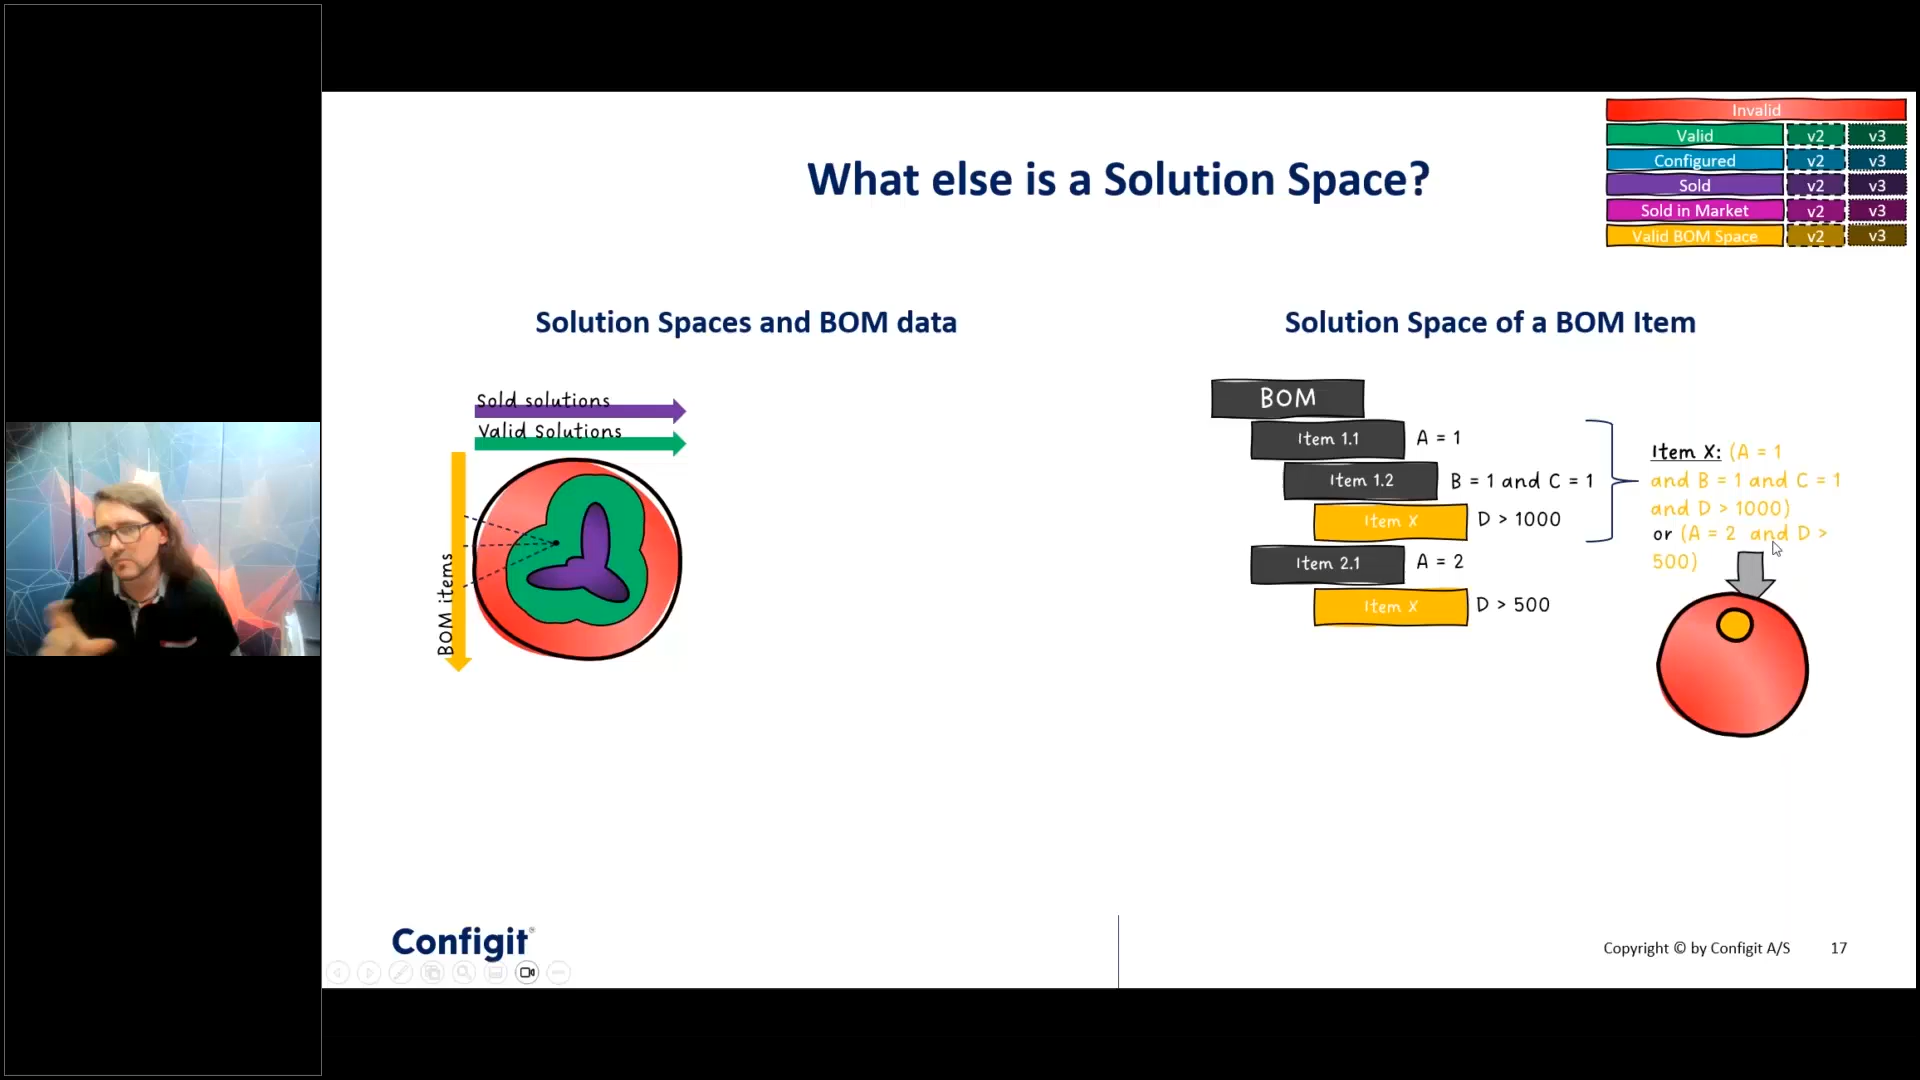 Invalid
Valid v2 v3
Configured v2 v3
Sold v2 v3
Sold in Market v2 v3
Valid BOM Space v2 v3
What else is a Solution Space?
Solution Spaces and BOM data
Sold solutions
Valid Solutions
BOM items
Solution Space of a BOM Item
BOM
Item 1.1 A = 1
Item 1.2 B = 1 and C = 1
Item X D > 1000
Item 2.1 A = 2
Item X D > 500
Item X: (A = 1
and B = 1 and C = 1
and D > 1000)
or (A = 2 and D >
500)
Configit®
Copyright © by Configit A/S 17